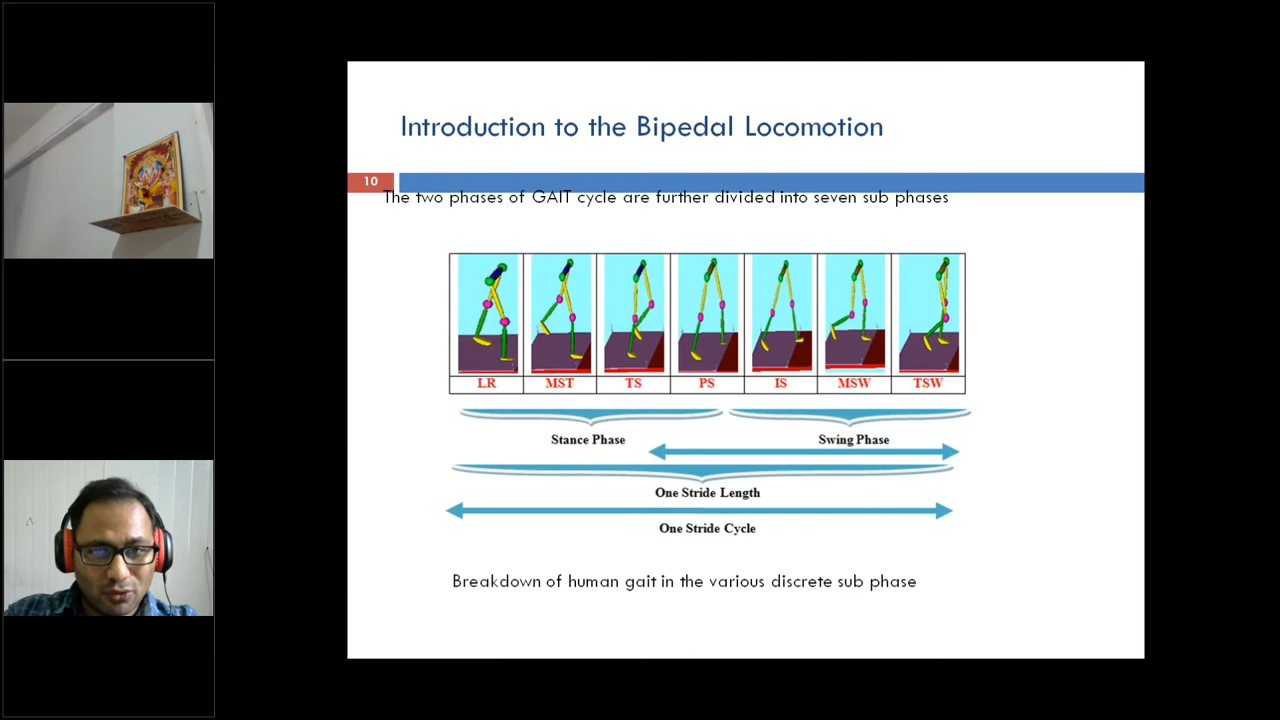 Introduction to the Bipedal Locomotion
10
The two phases of GAIT cycle are further divided into seven sub phases
LR MST TS PS IS MSW TSW
Stance Phase Swing Phase
One Stride Length
One Stride Cycle
Breakdown of human gait in the various discrete sub phase